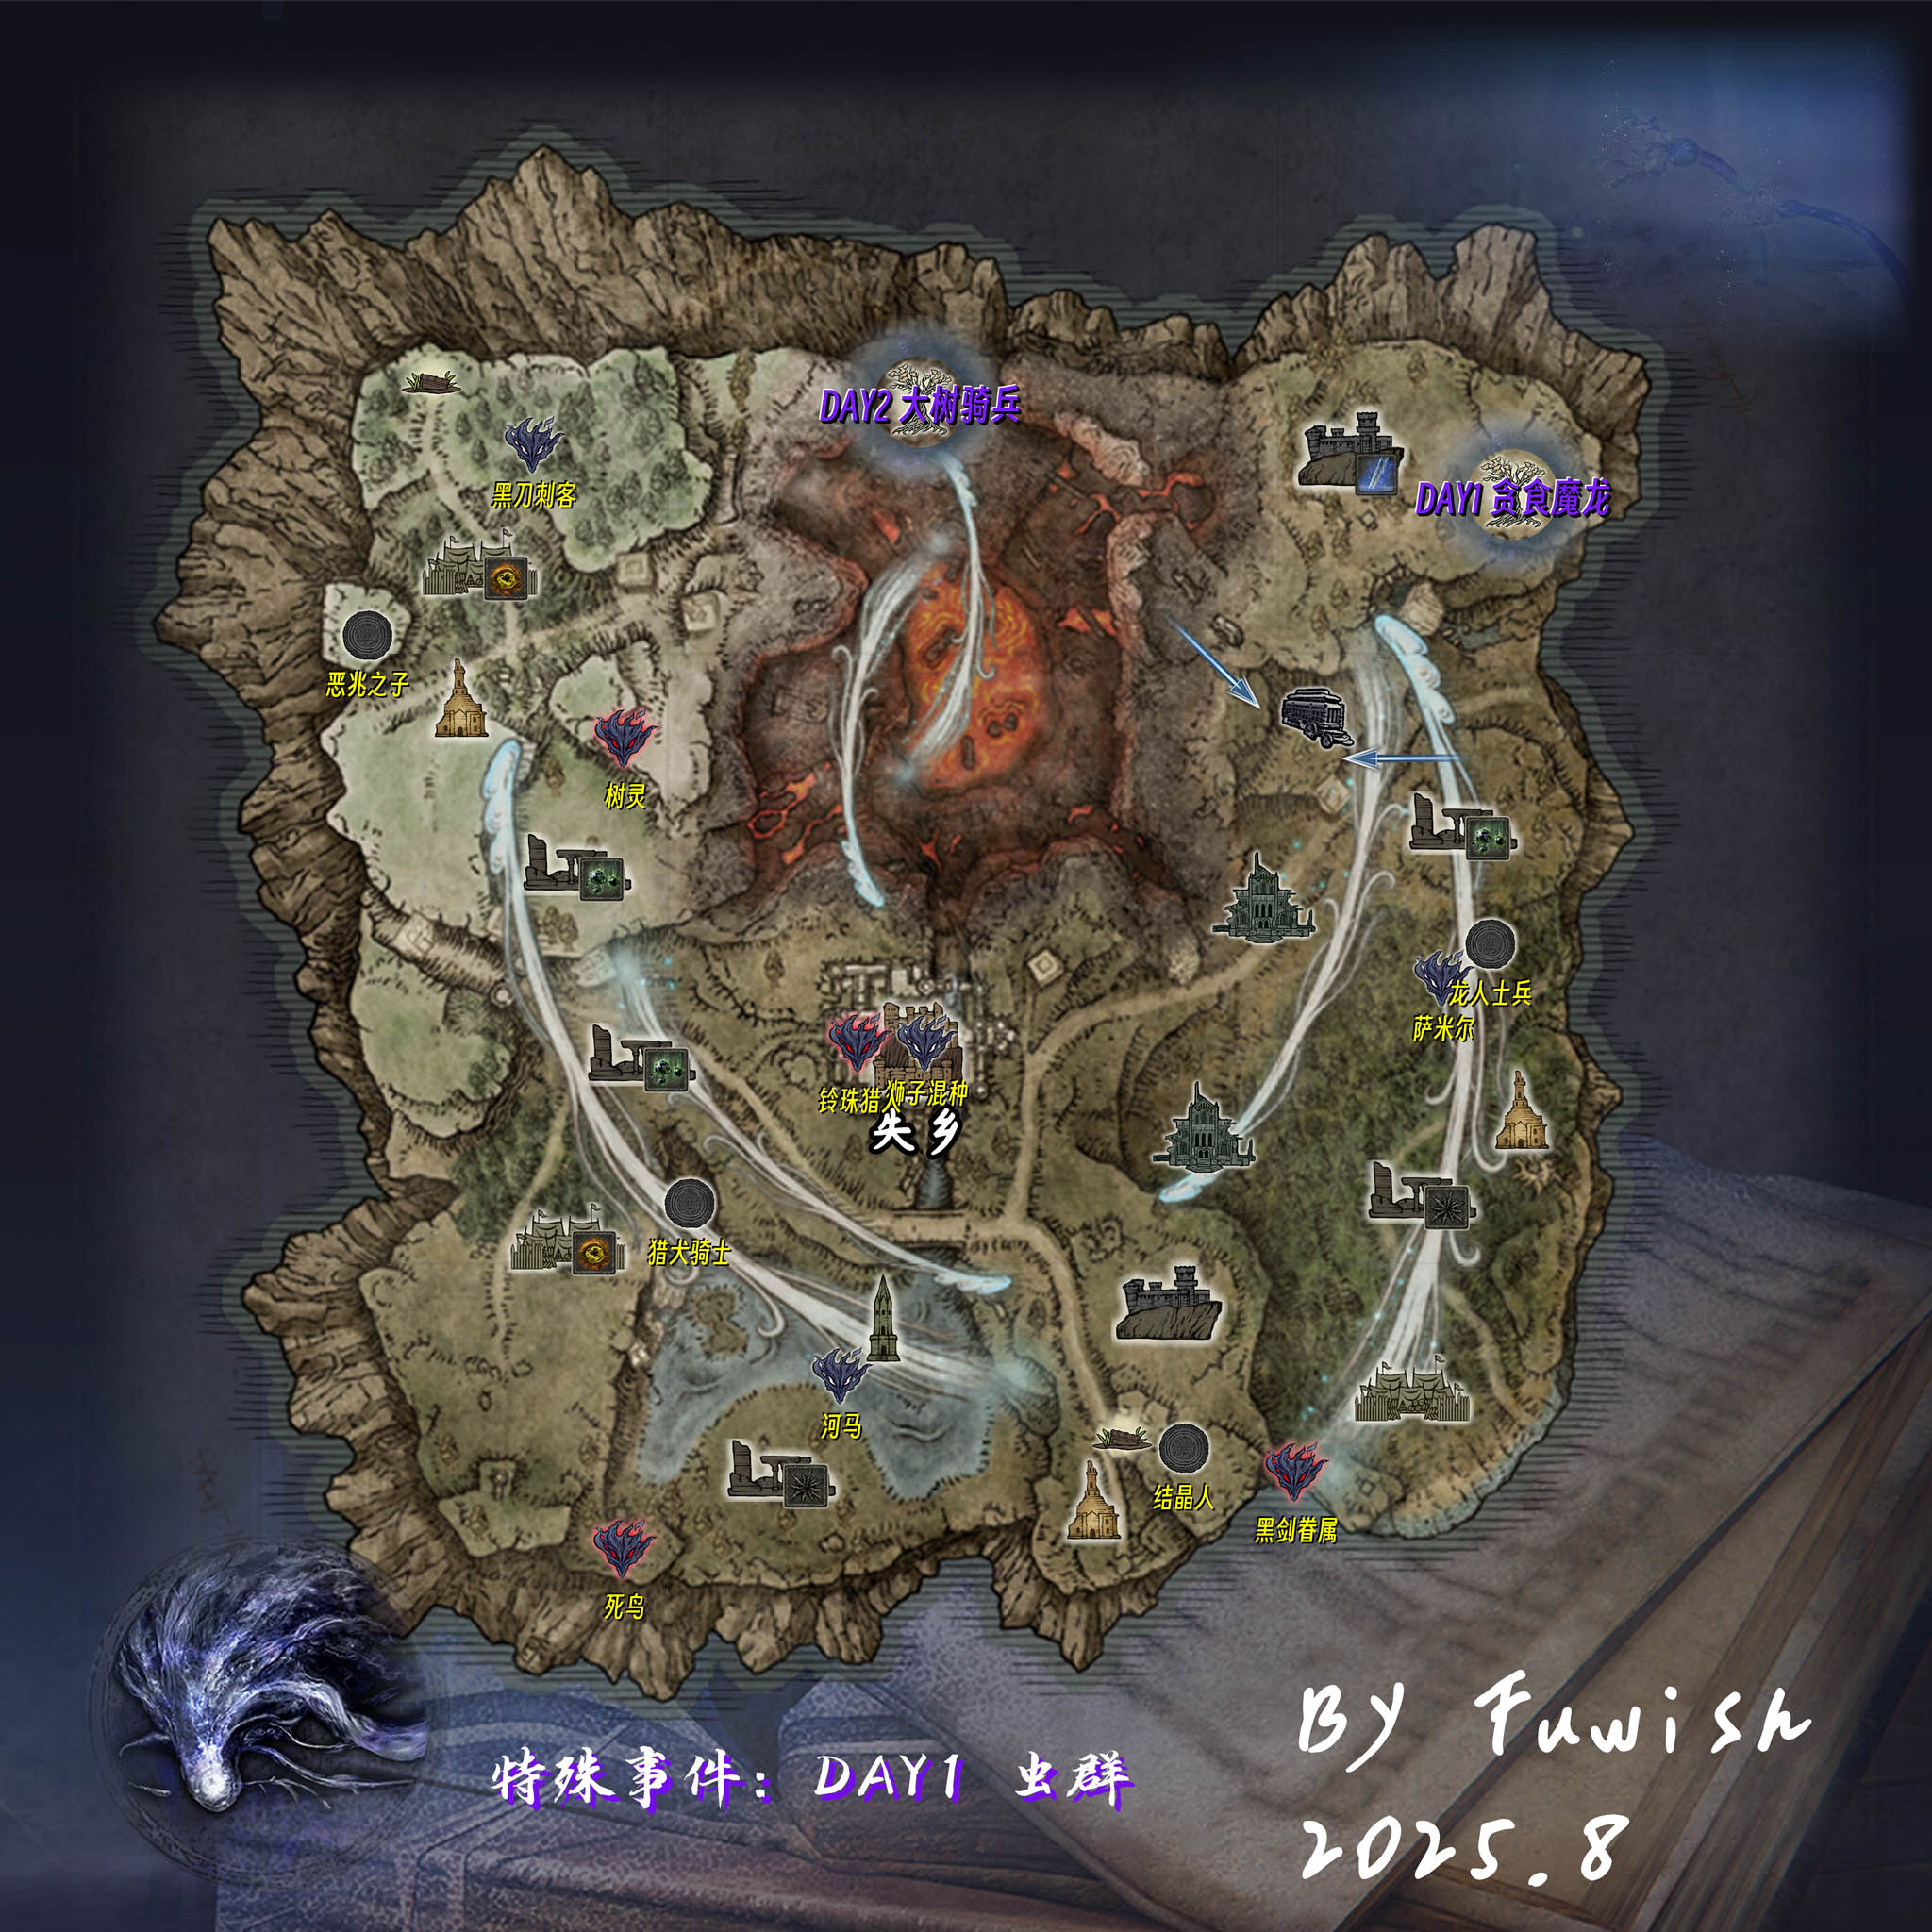 DAY2 大树骑兵
DAY1 贪食魔龙
黑刀刺客
恶兆之子
树灵
龙人士兵
萨米尔
铃珠猎人
狮子混种
失乡
猎犬骑士
河马
结晶人
黑剑眷属
死鸟
特殊事件：DAY1 虫群
By Fuwish
2025.8